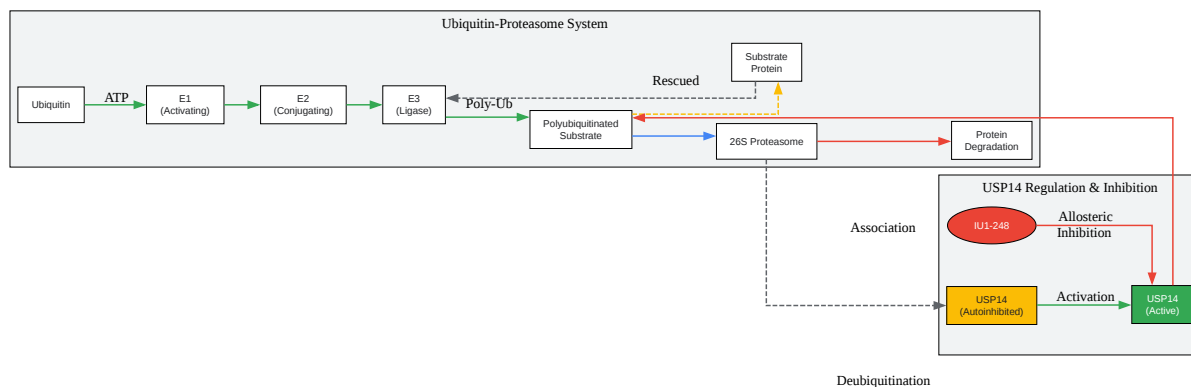 Ubiquitin-Proteasome System
Substrate
Protein
Rescued
Ubiquitin
ATP
E1
(Activating)
E2
(Conjugating)
E3
(Ligase)
Poly-Ub
Polyubiquitinated
Substrate
26S Proteasome
Protein
Degradation
USP14 Regulation & Inhibition
Association
IU1-248
Allosteric
Inhibition
USP14
(Autoinhibited)
Activation
USP14
(Active)
Deubiquitination